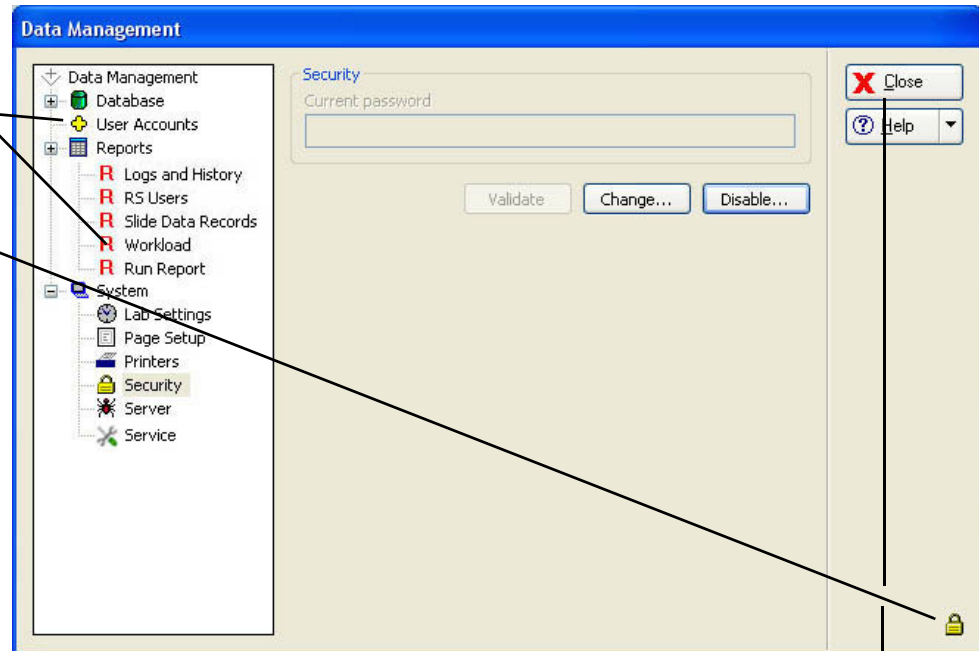 Data Management
Data Management
Database
User Accounts
Reports
R Logs and History
R RS Users
R Slide Data Records
R Workload
R Run Report
System
Lab Settings
Page Setup
Printers
Security
Server
Service
Security
Current password
Validate
Change...
Disable...
Close
Help